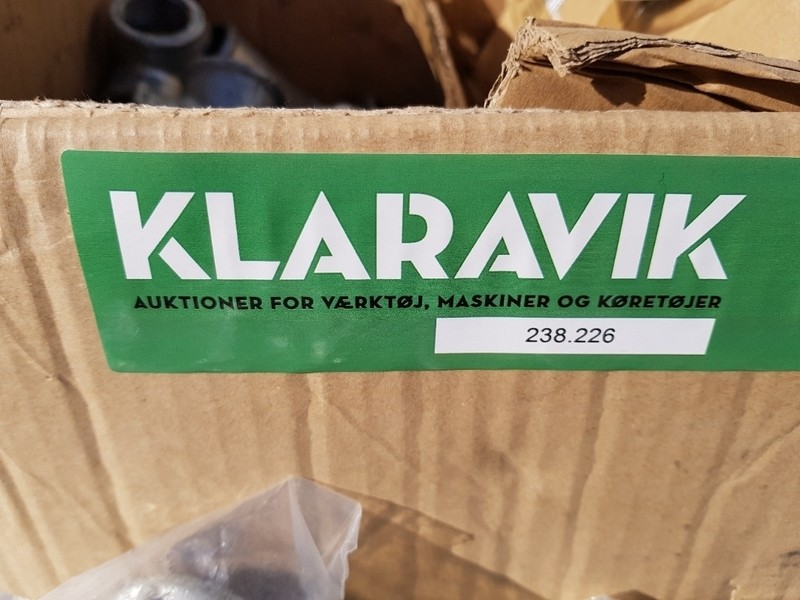 KLARAVIK
AUKTIONER FOR VÆRKTØJ, MASKINER OG KØRETØJER
238.226